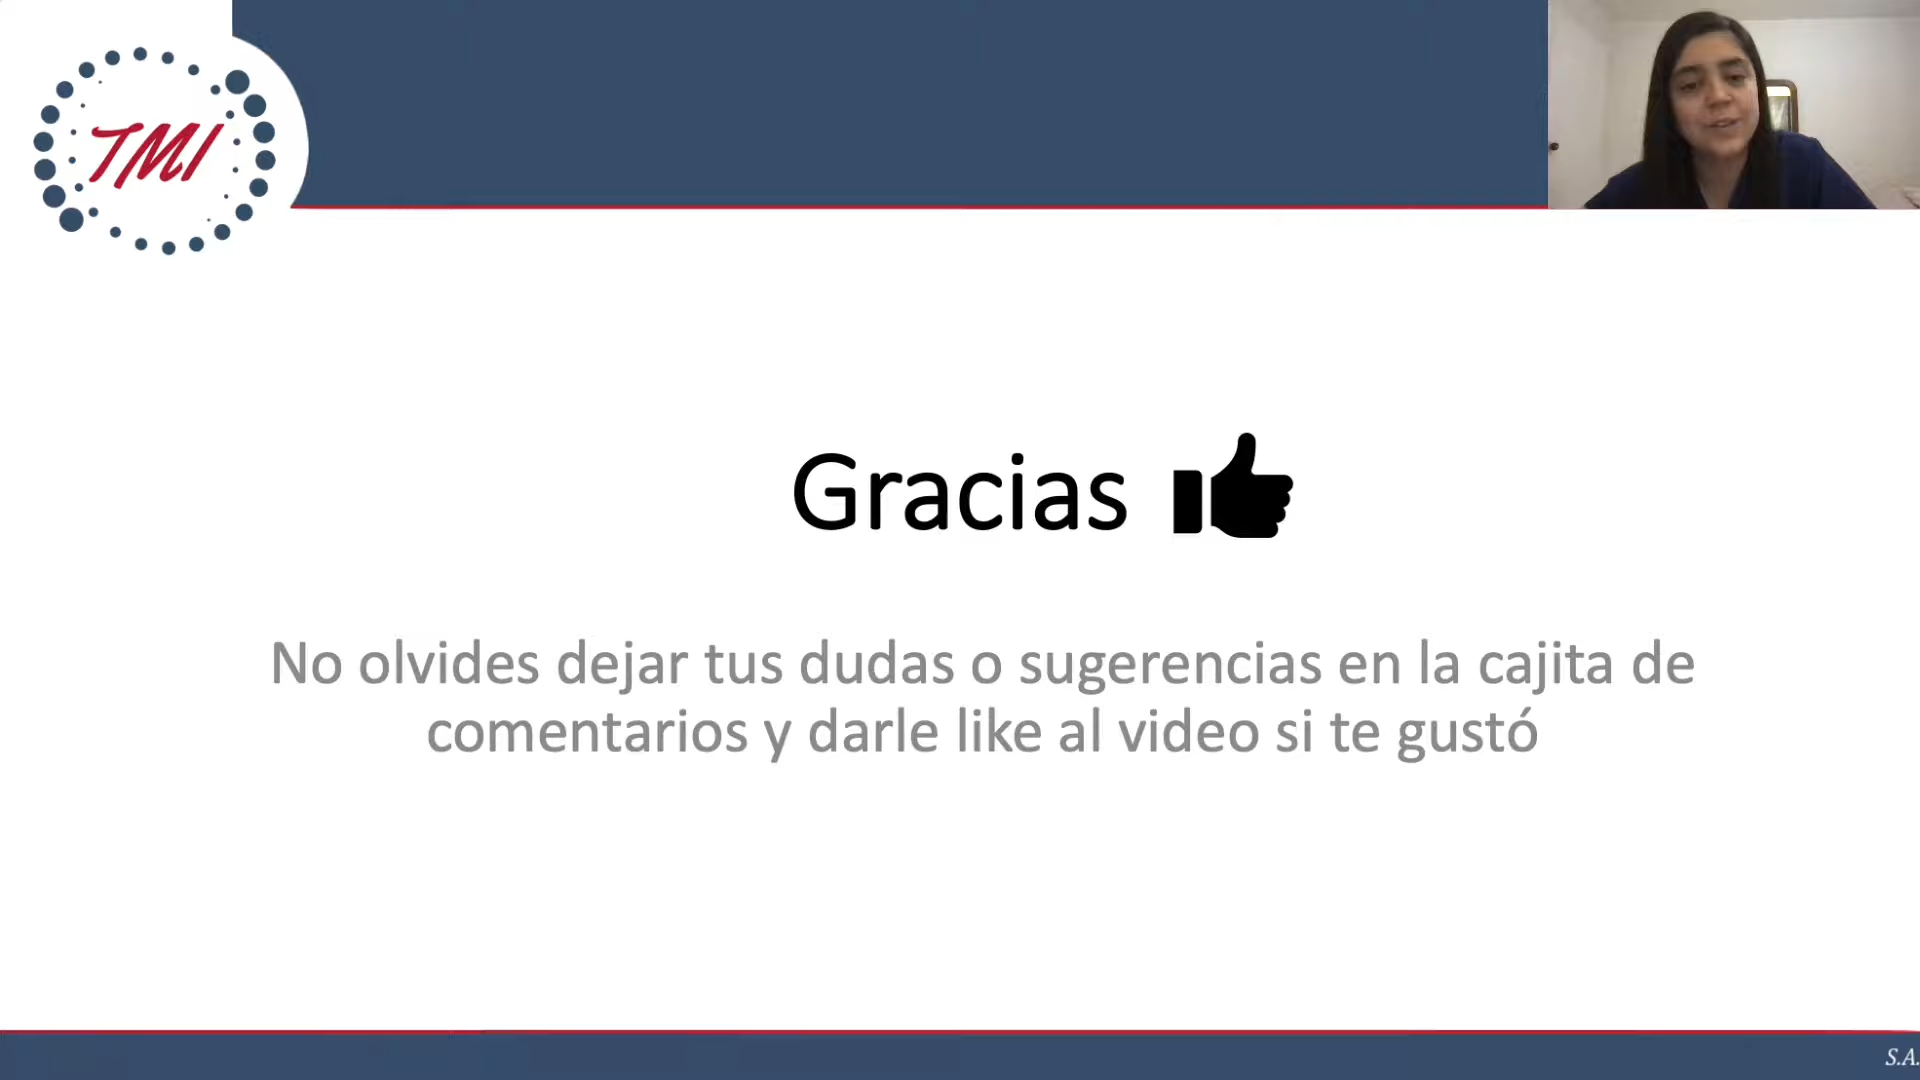 TMI
Gracias
No olvides dejar tus dudas o sugerencias en la cajita de
comentarios y darle like al video si te gustó
S.A.